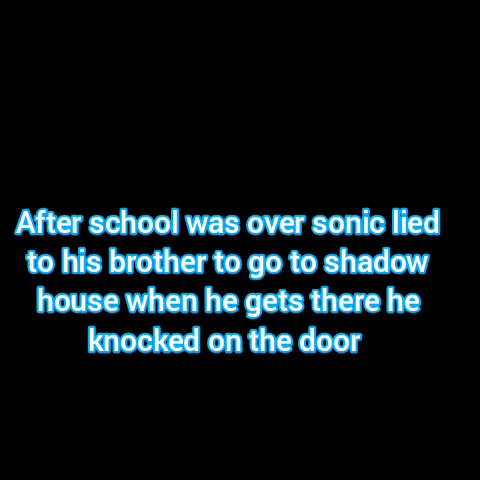 After school was over sonic lied
to his brother to go to shadow
house when he gets there he
knocked on the door